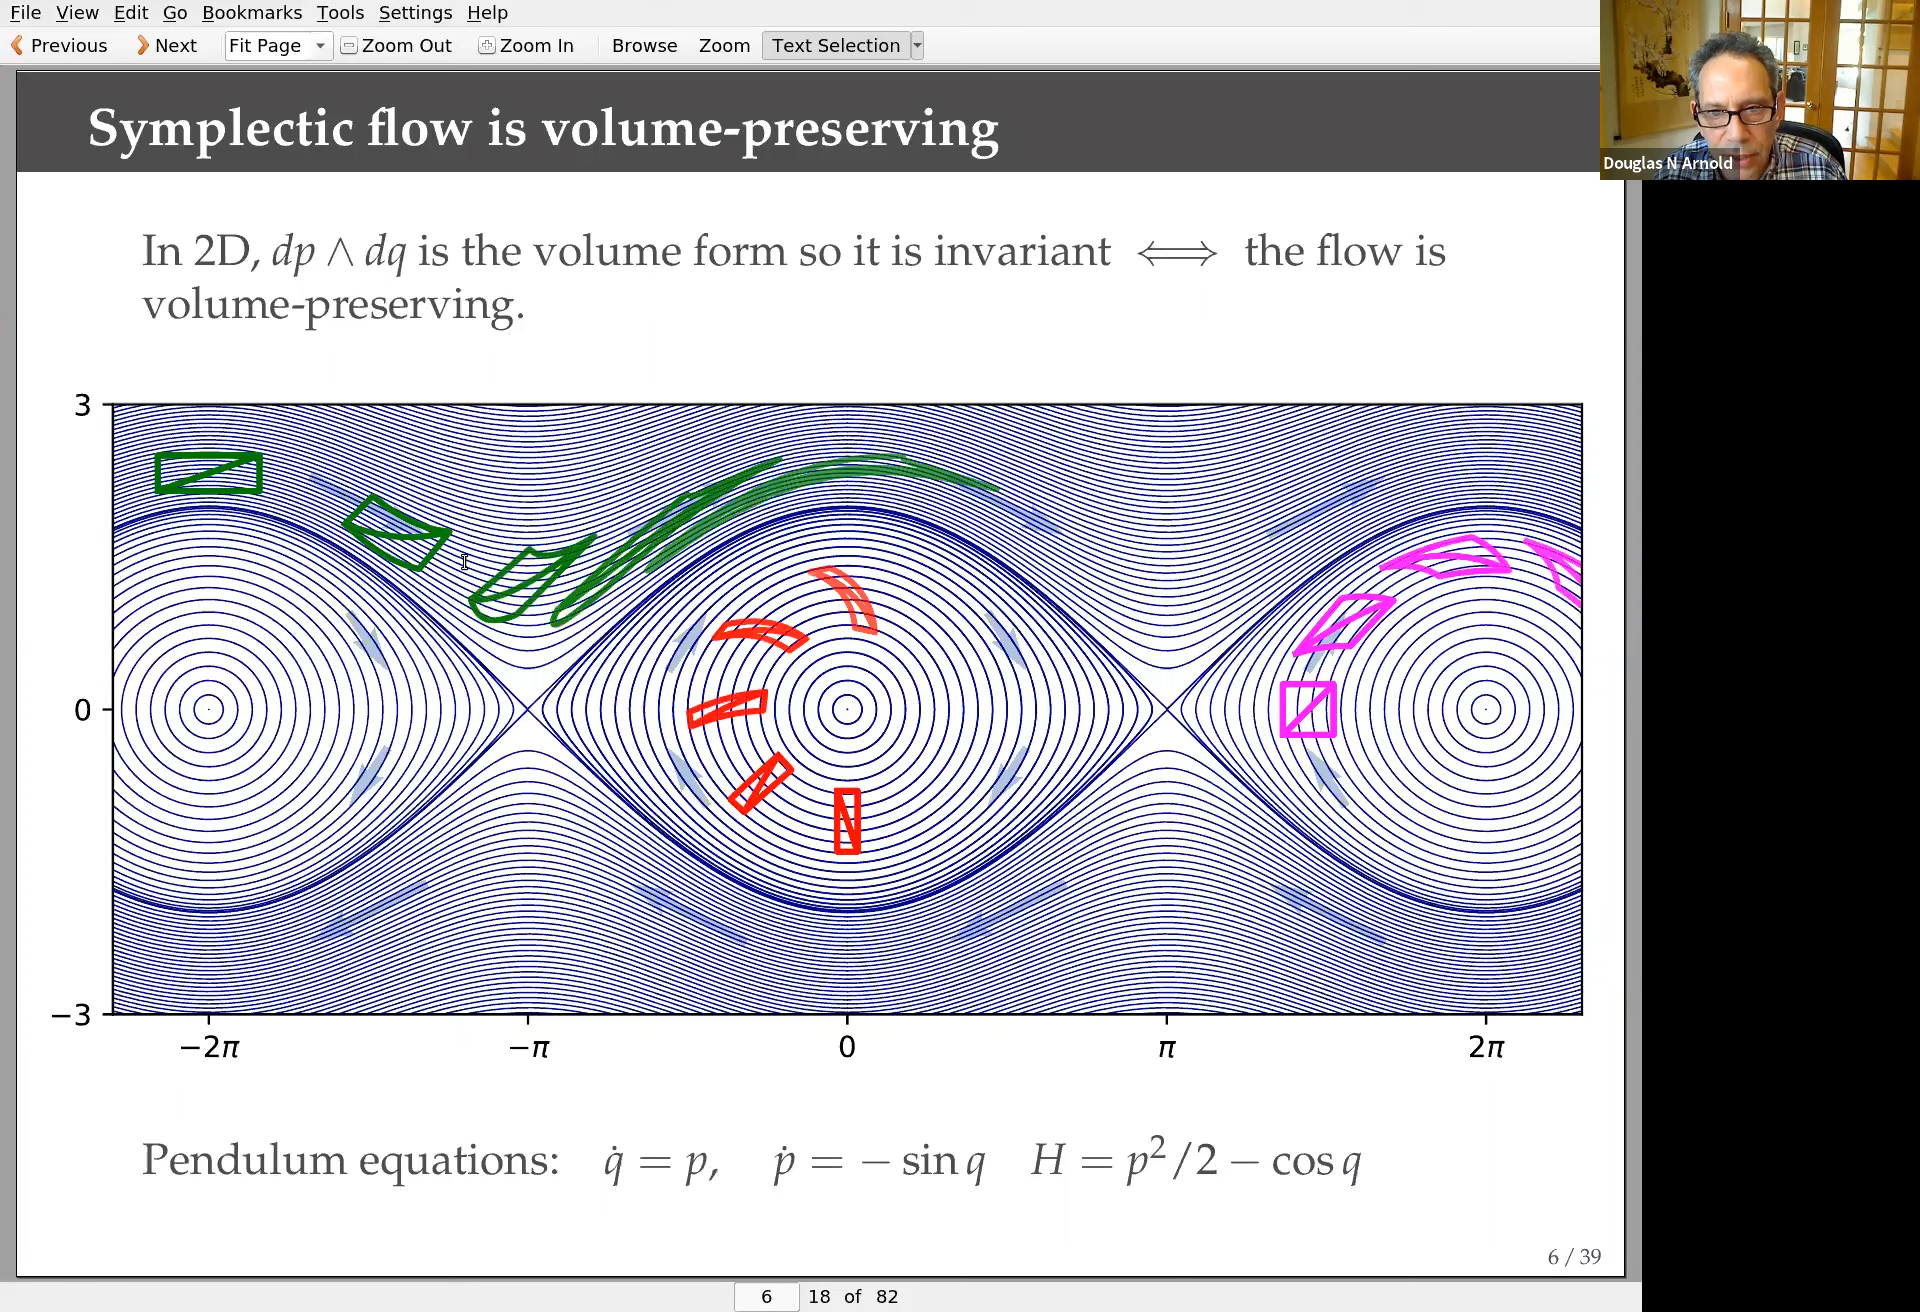 File View Edit Go Bookmarks Tools Settings Help
Previous Next Fit Page Zoom Out Zoom In Browse Zoom Text Selection
Douglas N Arnold
Symplectic flow is volume-preserving
In 2D, dp ∧ dq is the volume form so it is invariant ⟺ the flow is
volume-preserving.
3
0
−3
−2π −π 0 π 2π
Pendulum equations: q̇ = p, ṗ = − sin q H = p²/2 − cos q
6 / 39
6 18 of 82